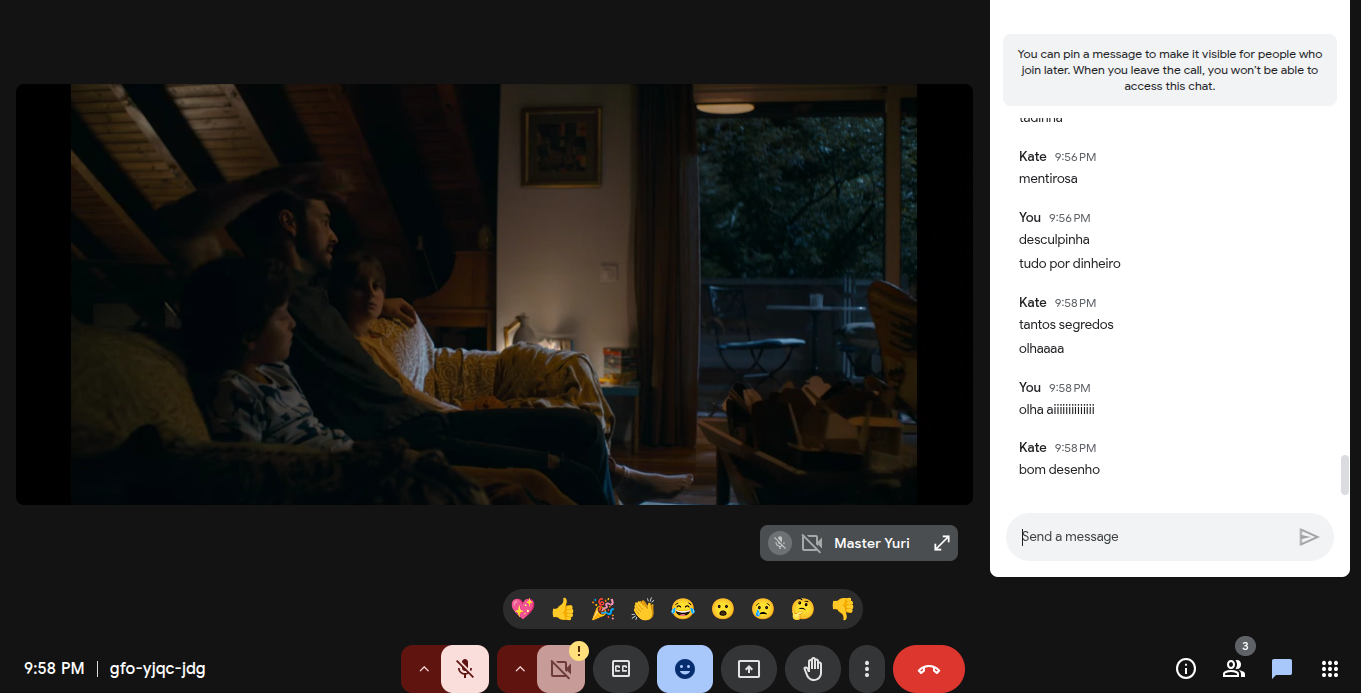 You can pin a message to make it visible for people who
join later. When you leave the call, you won't be able to
access this chat.
tadinha
Kate 9:56 PM
mentirosa
You 9:56 PM
desculpinha
tudo por dinheiro
Kate 9:58 PM
tantos segredos
olhaaaa
You 9:58 PM
olha aiiiiiiiiiiiiii
Kate 9:58 PM
bom desenho
Send a message
Master Yuri
9:58 PM | gfo-yjqc-jdg
!
CC
3